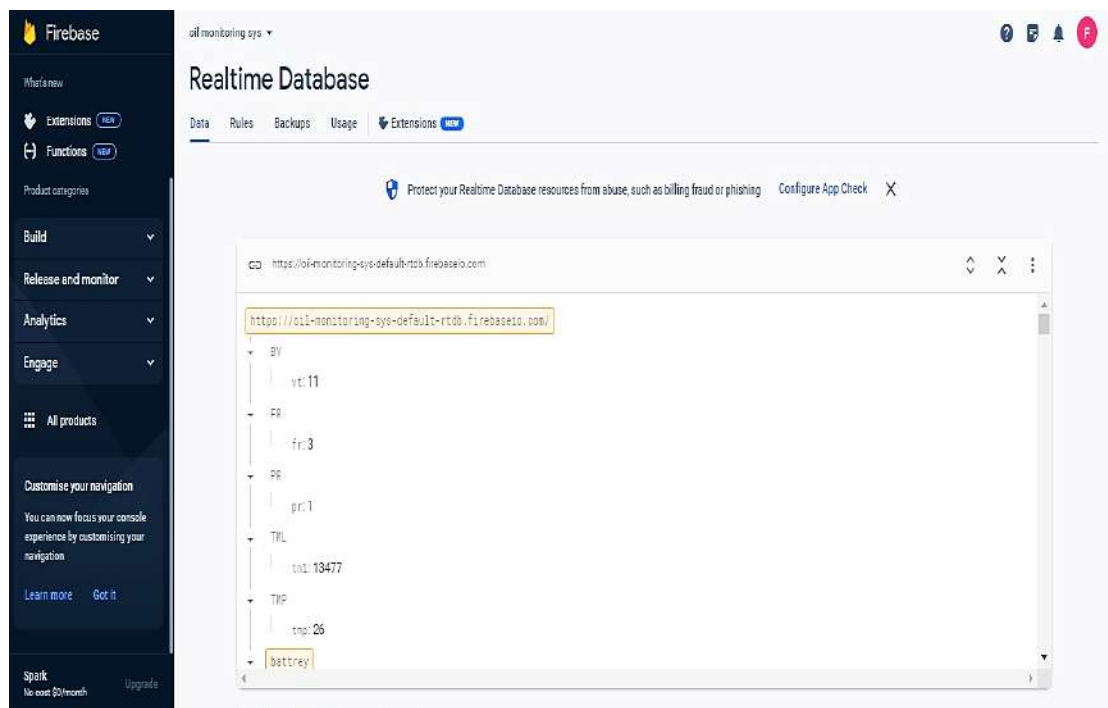 Firebase
What's new
Extensions NEW
Functions NEW
Product categories
Build
Release and monitor
Analytics
Engage
All products
Customise your navigation
You can now focus your console
experience by customising your
navigation
Learn more Got it
Spark
No cost $0/month
Upgrade
oil monitoring sys
F
Realtime Database
Data Rules Backups Usage Extensions NEW
Protect your Realtime Database resources from abuse, such as billing fraud or phishing Configure App Check X
https://oil-monitoring-sys-default-rtdb.firebaseio.com
https://oil-monitoring-sys-default-rtdb.firebaseio.com/
BV
vt: 11
FR
fr: 3
PR
pr: 1
TML
tml: 13477
TMP
tmp: 26
battrey